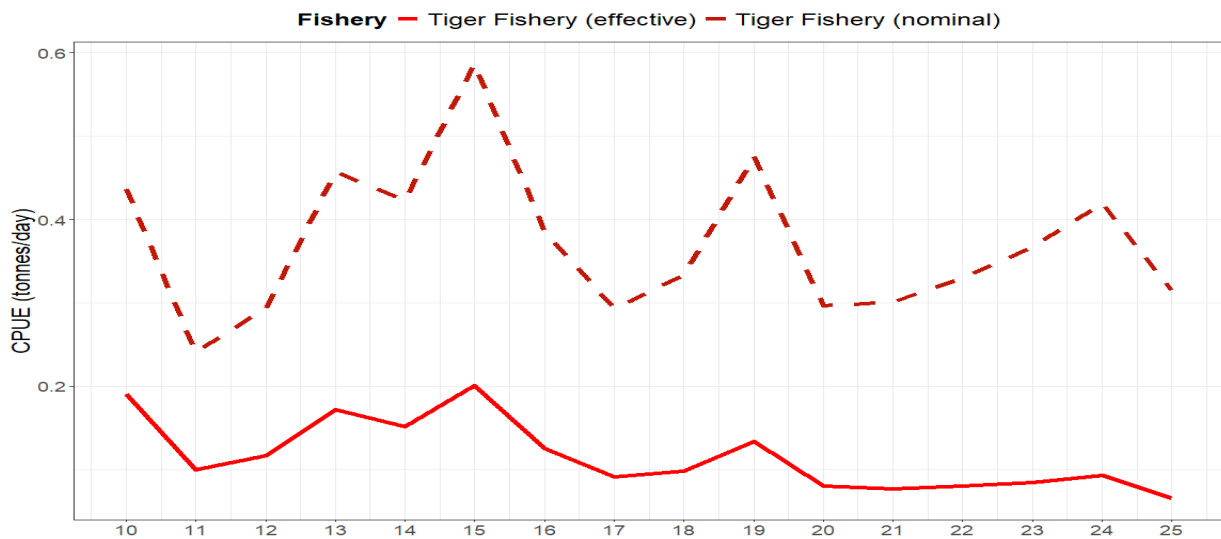 Fishery Tiger Fishery (effective) Tiger Fishery (nominal)
CPUE (tonnes/day)
0.6
0.4
0.2
10 11 12 13 14 15 16 17 18 19 20 21 22 23 24 25